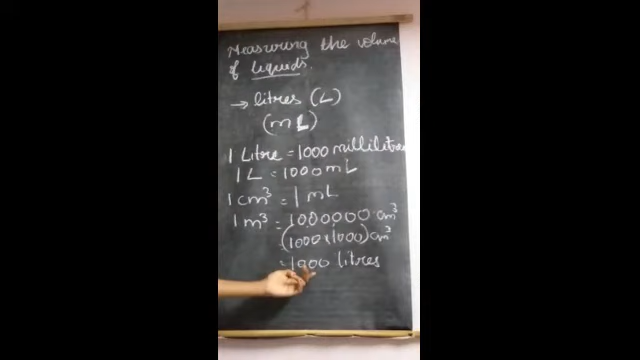 Measuring the volume
of liquids.
→ litres (L)
(mL)
1 Litre = 1000 millilitres
1 L = 1000 mL
1 cm³ = 1 mL
1 m³ = 1000000 cm³
(1000 x 1000) cm³
= 1000 litres